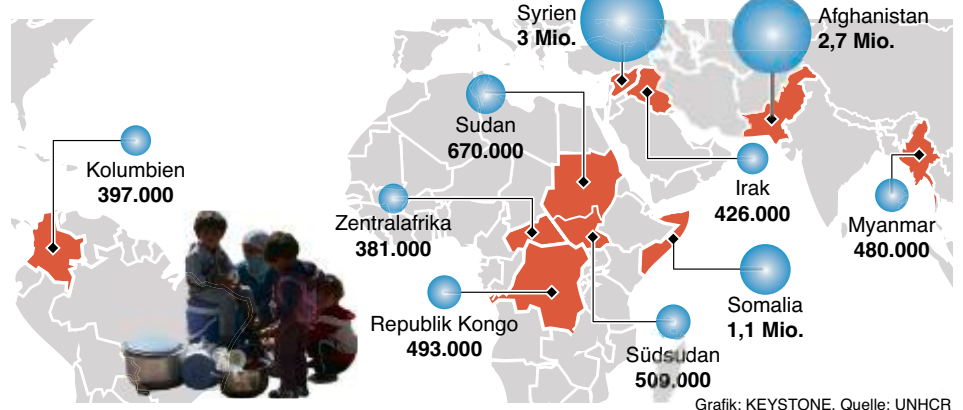 Syrien
3 Mio.
Afghanistan
2,7 Mio.
Sudan
670.000
Kolumbien
397.000
Irak
426.000
Zentralafrika
381.000
Myanmar
480.000
Somalia
1,1 Mio.
Republik Kongo
493.000
Südsudan
509.000
Grafik: KEYSTONE, Quelle: UNHCR